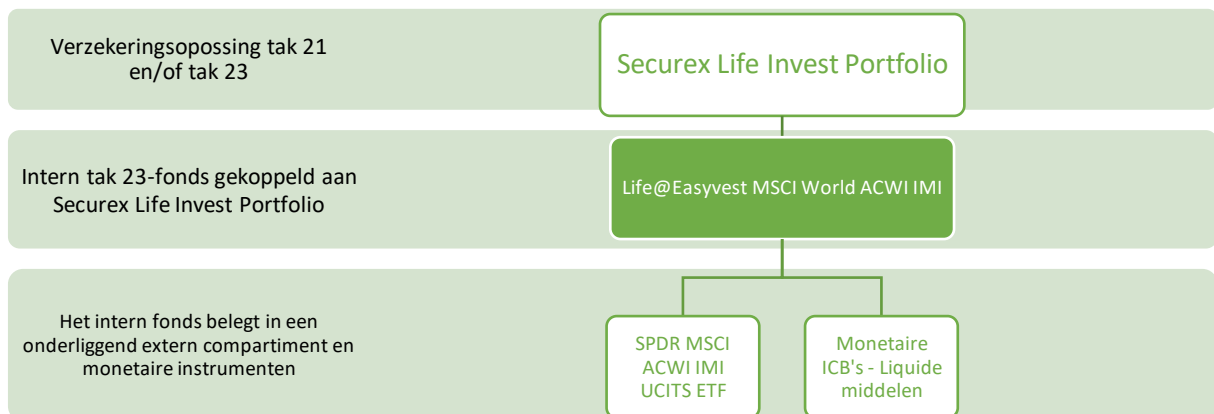 Verzekeringsopossing tak 21
en/of tak 23
Securex Life Invest Portfolio
Intern tak 23-fonds gekoppeld aan
Securex Life Invest Portfolio
Life@Easyvest MSCI World ACWI IMI
Het intern fonds belegt in een
onderliggend extern compartiment en
monetaire instrumenten
SPDR MSCI
ACWI IMI
UCITS ETF
Monetaire
ICB's - Liquide
middelen